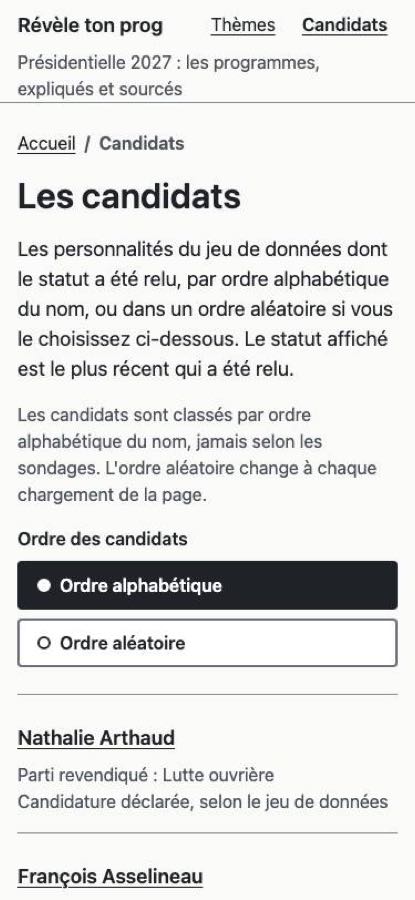 Révèle ton prog
Thèmes
Candidats
Présidentielle 2027 : les programmes,
expliqués et sourcés
Accueil / Candidats
Les candidats
Les personnalités du jeu de données dont
le statut a été relu, par ordre alphabétique
du nom, ou dans un ordre aléatoire si vous
le choisissez ci-dessous. Le statut affiché
est le plus récent qui a été relu.
Les candidats sont classés par ordre
alphabétique du nom, jamais selon les
sondages. L'ordre aléatoire change à chaque
chargement de la page.
Ordre des candidats
Ordre alphabétique
Ordre aléatoire
Nathalie Arthaud
Parti revendiqué : Lutte ouvrière
Candidature déclarée, selon le jeu de données
François Asselineau